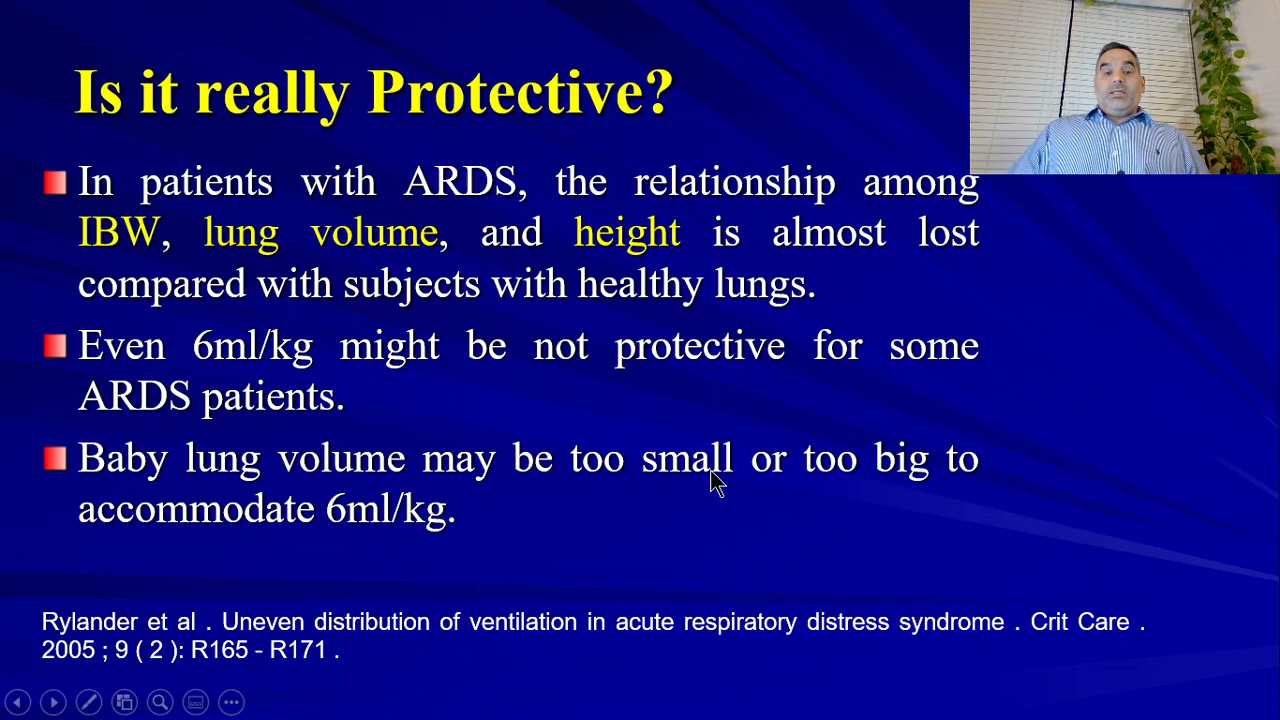 Is it really Protective?
In patients with ARDS, the relationship among
IBW, lung volume, and height is almost lost
compared with subjects with healthy lungs.
Even 6ml/kg might be not protective for some
ARDS patients.
Baby lung volume may be too small or too big to
accommodate 6ml/kg.
Rylander et al . Uneven distribution of ventilation in acute respiratory distress syndrome . Crit Care .
2005 ; 9 ( 2 ): R165 - R171 .